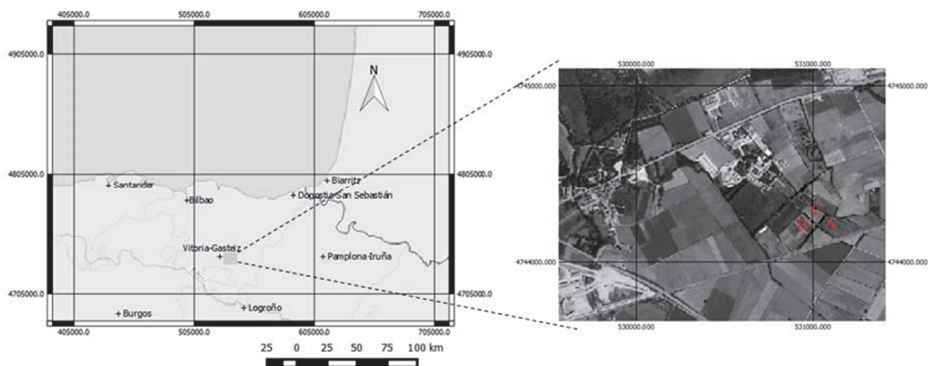 405000.0 505000.0 605000.0 705000.0
4905000.0 4905000.0
N
4805000.0 4805000.0
Santander
Biarritz
Donostia-San Sebastián
Bilbao
Vitoria-Gasteiz
Pamplona-Iruña
4705000.0 4705000.0
Burgos
Logroño
405000.0 505000.0 605000.0 705000.0
25 0 25 50 75 100 km
530000.000 531000.000
4745000.000 4745000.000
4744000.000 4744000.000
530000.000 531000.000